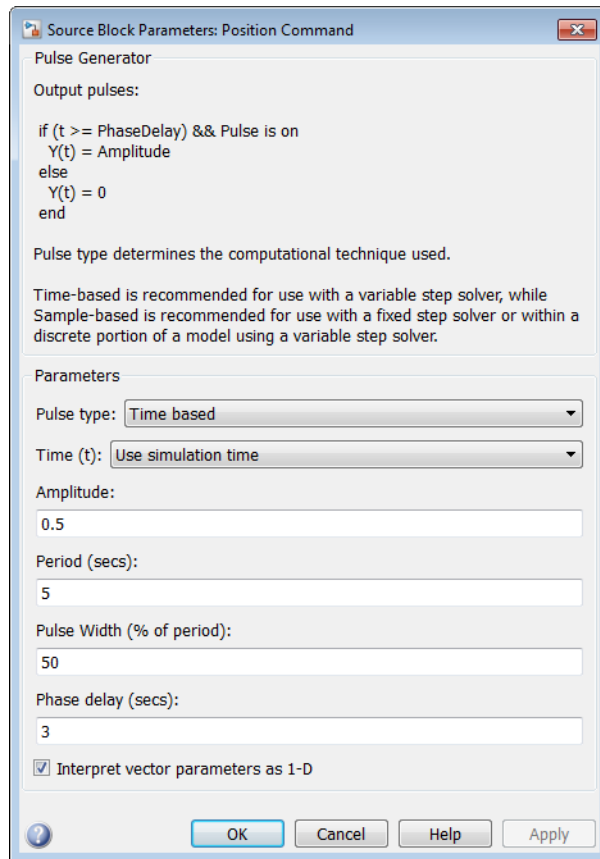 Source Block Parameters: Position Command
Pulse Generator
Output pulses:
if (t >= PhaseDelay) && Pulse is on
Y(t) = Amplitude
else
Y(t) = 0
end
Pulse type determines the computational technique used.
Time-based is recommended for use with a variable step solver, while
Sample-based is recommended for use with a fixed step solver or within a
discrete portion of a model using a variable step solver.
Parameters
Pulse type: Time based
Time (t): Use simulation time
Amplitude:
0.5
Period (secs):
5
Pulse Width (% of period):
50
Phase delay (secs):
3
Interpret vector parameters as 1-D
? OK Cancel Help Apply